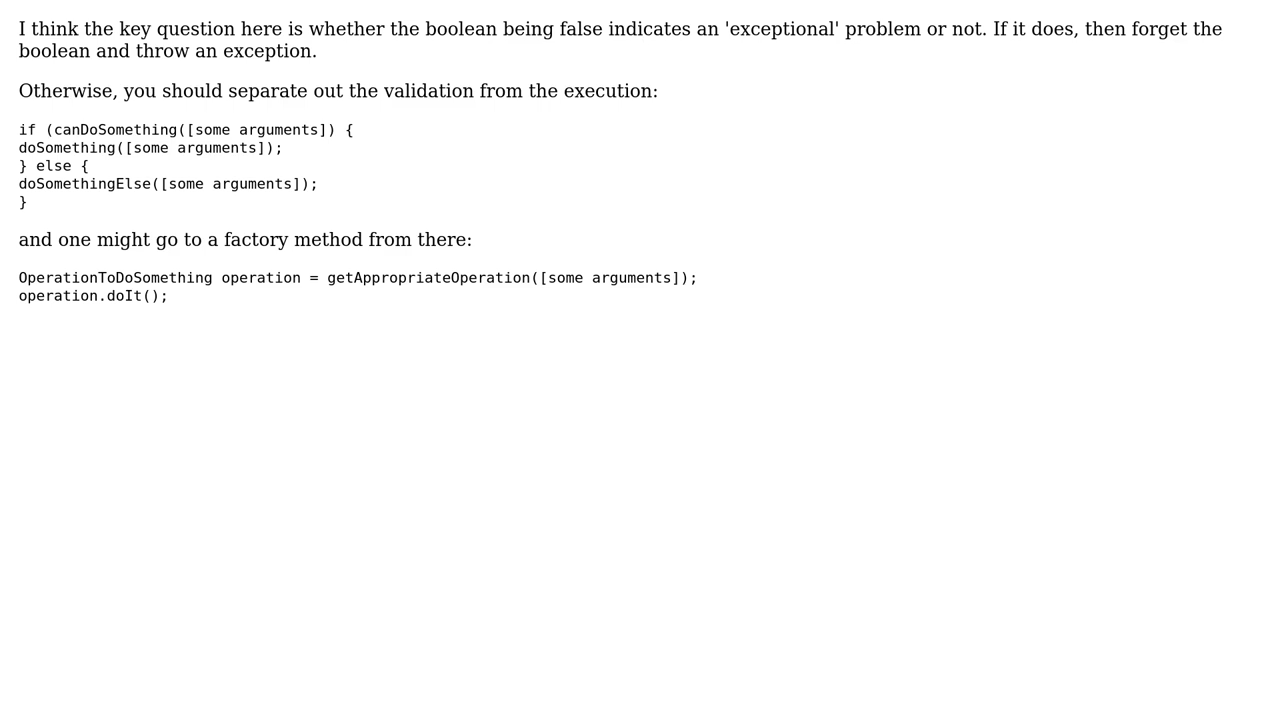 I think the key question here is whether the boolean being false indicates an 'exceptional' problem or not. If it does, then forget the
boolean and throw an exception.
Otherwise, you should separate out the validation from the execution:
if (canDoSomething([some arguments]) {
doSomething([some arguments]);
} else {
doSomethingElse([some arguments]);
}
and one might go to a factory method from there:
OperationToDoSomething operation = getAppropriateOperation([some arguments]);
operation.doIt();